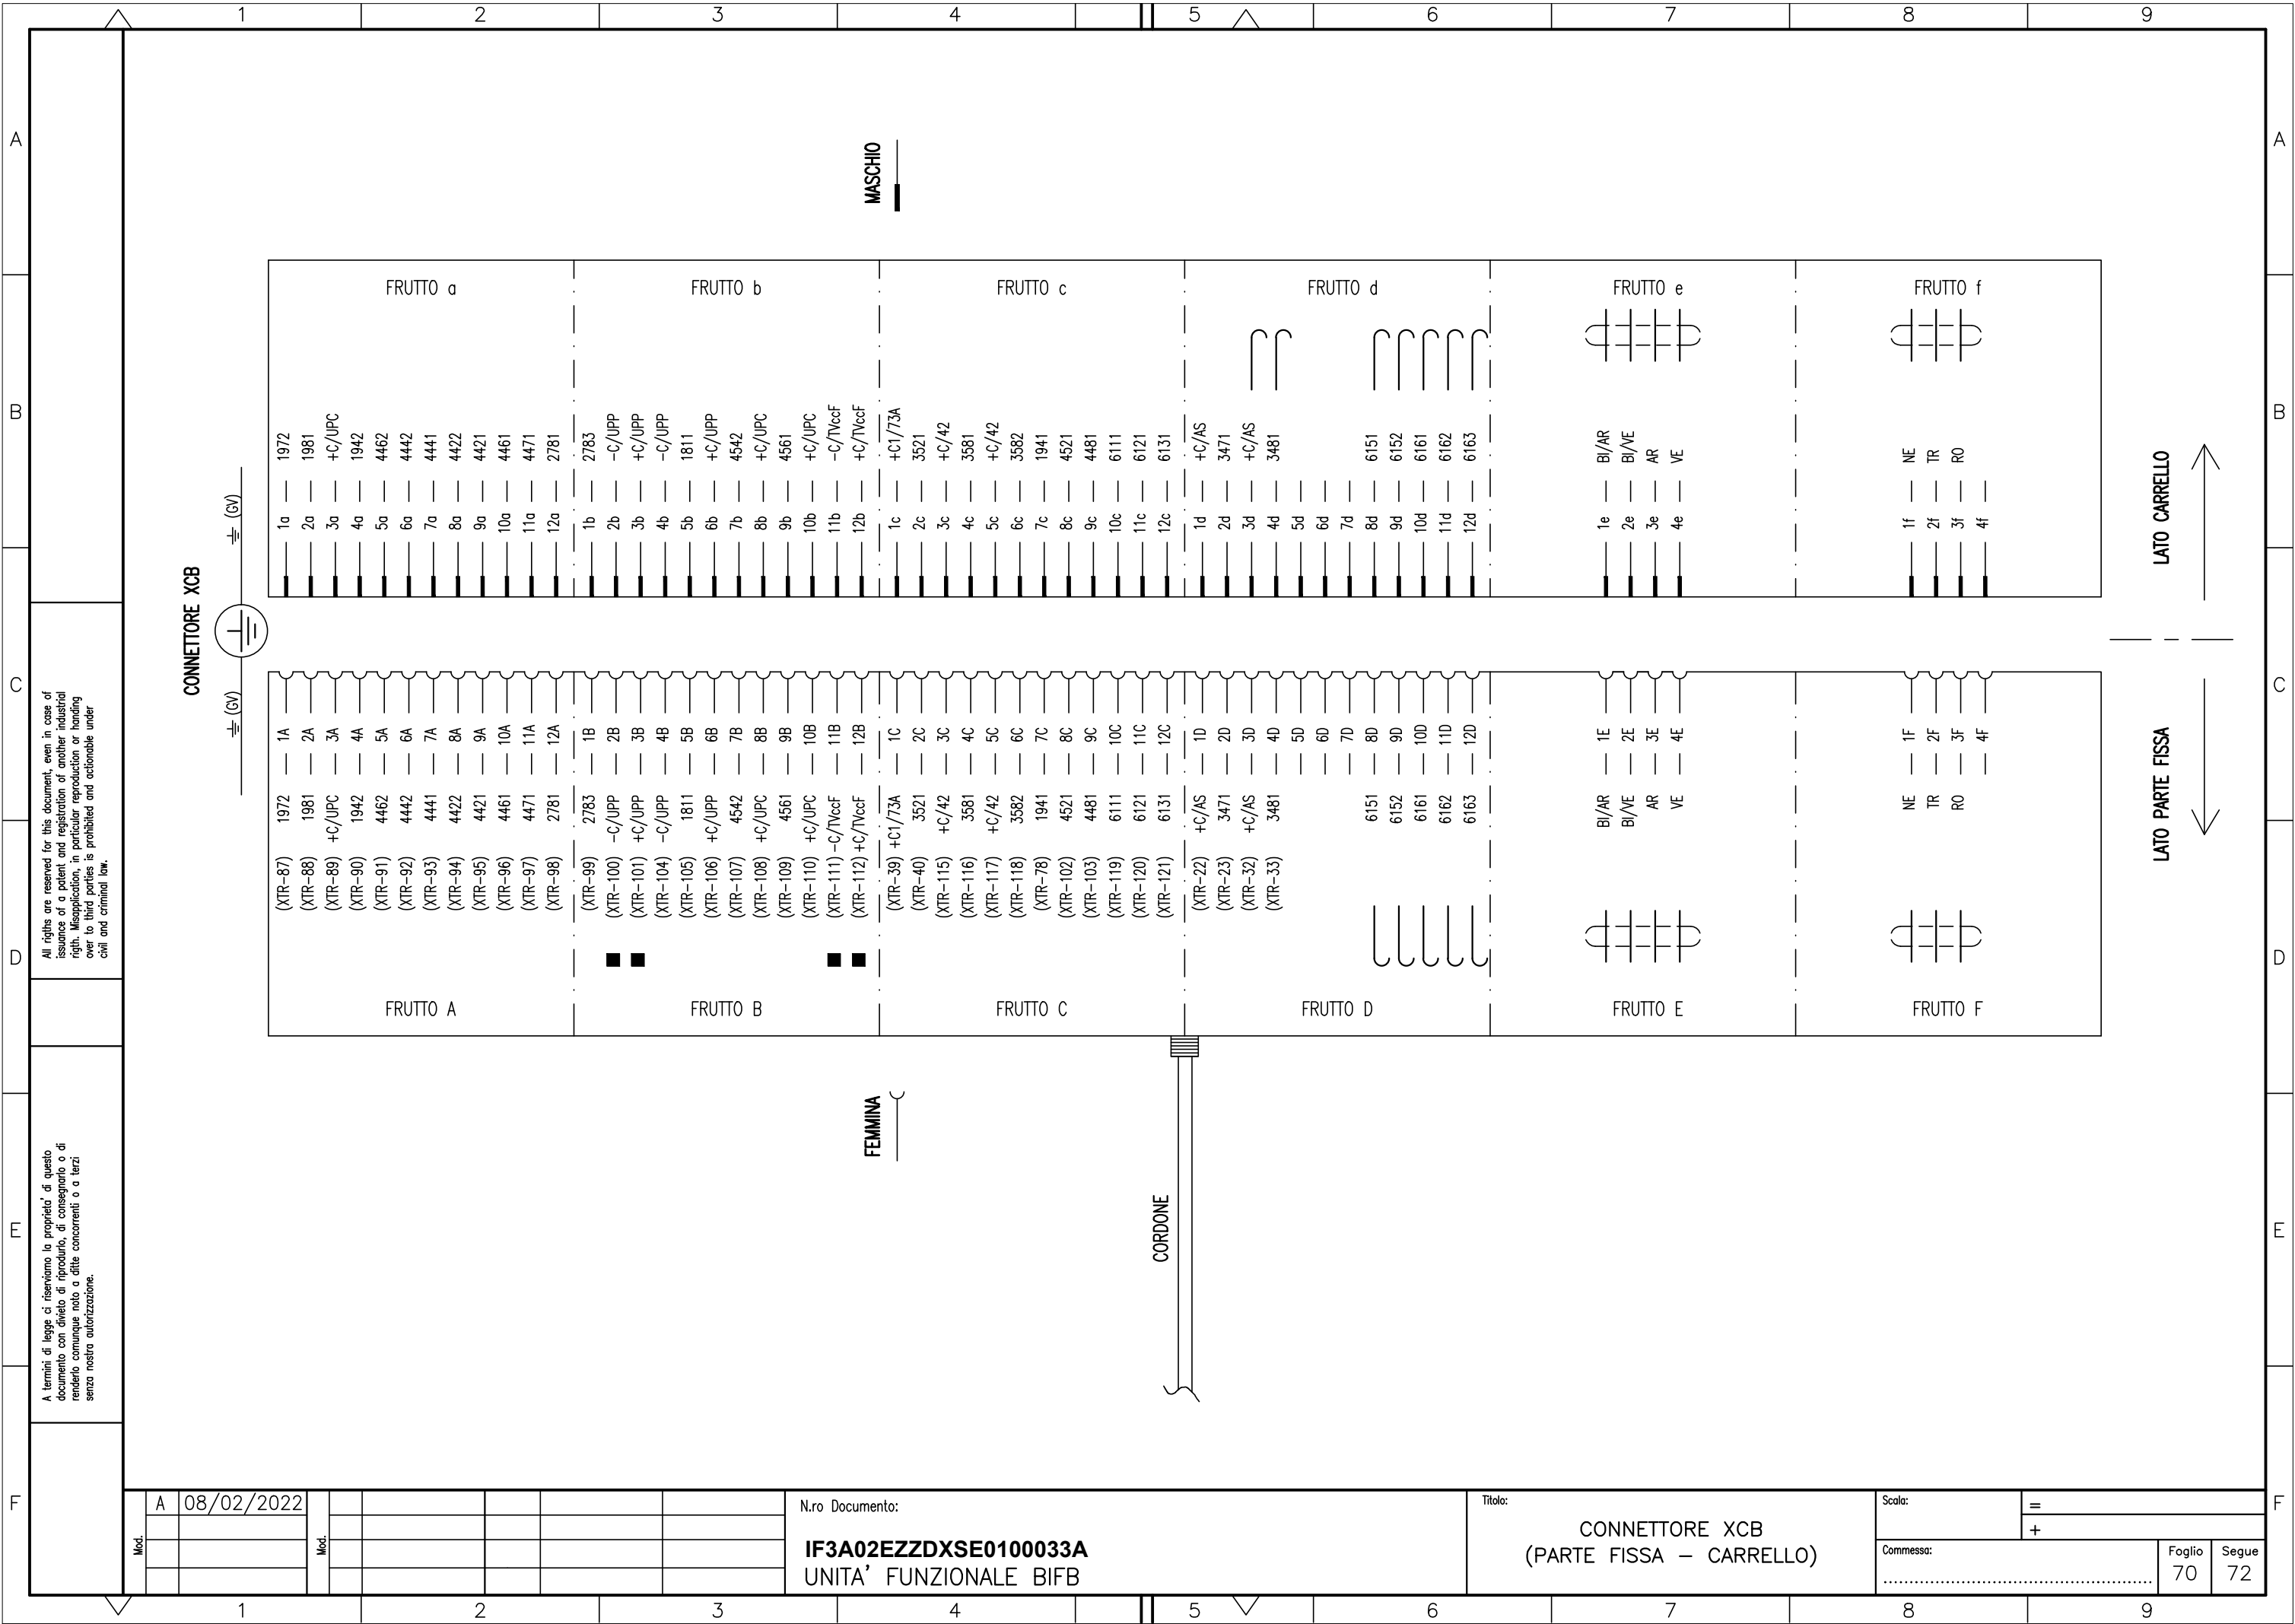 1 2 3 4 5 6 7 8 9
A A
B B
C C
D D
E E
F F
MASCHIO
FRUTTO a FRUTTO b FRUTTO c FRUTTO d FRUTTO e FRUTTO f
1972 1981 +C/UPC 1942 4462 4442 4441 4422 4421 4461 4471 2781 2783 -C/UPP +C/UPP -C/UPP 1811 +C/UPP 4542 +C/UPC 4561 +C/UPC -C/TVccF +C/TVccF +C1/73A 3521 +C/42 3581 +C/42 3582 1941 4521 4481 6111 6121 6131 +C/AS 3471 +C/AS 3481 6151 6152 6161 6162 6163 BI/AR BI/VE AR VE NE TR RO
1a 2a 3a 4a 5a 6a 7a 8a 9a 10a 11a 12a 1b 2b 3b 4b 5b 6b 7b 8b 9b 10b 11b 12b 1c 2c 3c 4c 5c 6c 7c 8c 9c 10c 11c 12c 1d 2d 3d 4d 5d 6d 7d 8d 9d 10d 11d 12d 1e 2e 3e 4e 1f 2f 3f 4f
(GV)
CONNETTORE XCB
(GV)
LATO CARRELLO
LATO PARTE FISSA
1A 2A 3A 4A 5A 6A 7A 8A 9A 10A 11A 12A 1B 2B 3B 4B 5B 6B 7B 8B 9B 10B 11B 12B 1C 2C 3C 4C 5C 6C 7C 8C 9C 10C 11C 12C 1D 2D 3D 4D 5D 6D 7D 8D 9D 10D 11D 12D 1E 2E 3E 4E 1F 2F 3F 4F
1972 1981 +C/UPC 1942 4462 4442 4441 4422 4421 4461 4471 2781 2783 -C/UPP +C/UPP -C/UPP 1811 +C/UPP 4542 +C/UPC 4561 +C/UPC -C/TVccF +C/TVccF +C1/73A 3521 +C/42 3581 +C/42 3582 1941 4521 4481 6111 6121 6131 +C/AS 3471 +C/AS 3481 6151 6152 6161 6162 6163 BI/AR BI/VE AR VE NE TR RO
(XTR-87) (XTR-88) (XTR-89) (XTR-90) (XTR-91) (XTR-92) (XTR-93) (XTR-94) (XTR-95) (XTR-96) (XTR-97) (XTR-98) (XTR-99) (XTR-100) (XTR-101) (XTR-104) (XTR-105) (XTR-106) (XTR-107) (XTR-108) (XTR-109) (XTR-110) (XTR-111) (XTR-112) (XTR-39) (XTR-40) (XTR-115) (XTR-116) (XTR-117) (XTR-118) (XTR-78) (XTR-102) (XTR-103) (XTR-119) (XTR-120) (XTR-121) (XTR-22) (XTR-23) (XTR-32) (XTR-33)
FRUTTO A FRUTTO B FRUTTO C FRUTTO D FRUTTO E FRUTTO F
FEMMINA
CORDONE
All rigths are reserved for this document, even in case of
issuance of a patent and registration of another industrial
rigth. Misapplication, in particular reproduction or handing
over to third parties is prohibited and actionable under
civil and criminal law.
A termini di legge ci riserviamo la proprieta' di questo
documento con divieto di riprodurlo, di consegnarlo o di
renderlo comunque noto a ditte concorrenti o a terzi
senza nostra autorizzazione.
Mod. A 08/02/2022 Mod.
N.ro Documento:
IF3A02EZZDXSE0100033A
UNITA' FUNZIONALE BIFB
Titolo:
CONNETTORE XCB
(PARTE FISSA - CARRELLO)
Scala: =
+
Commessa:
Foglio Segue
70 72
1 2 3 4 5 6 7 8 9